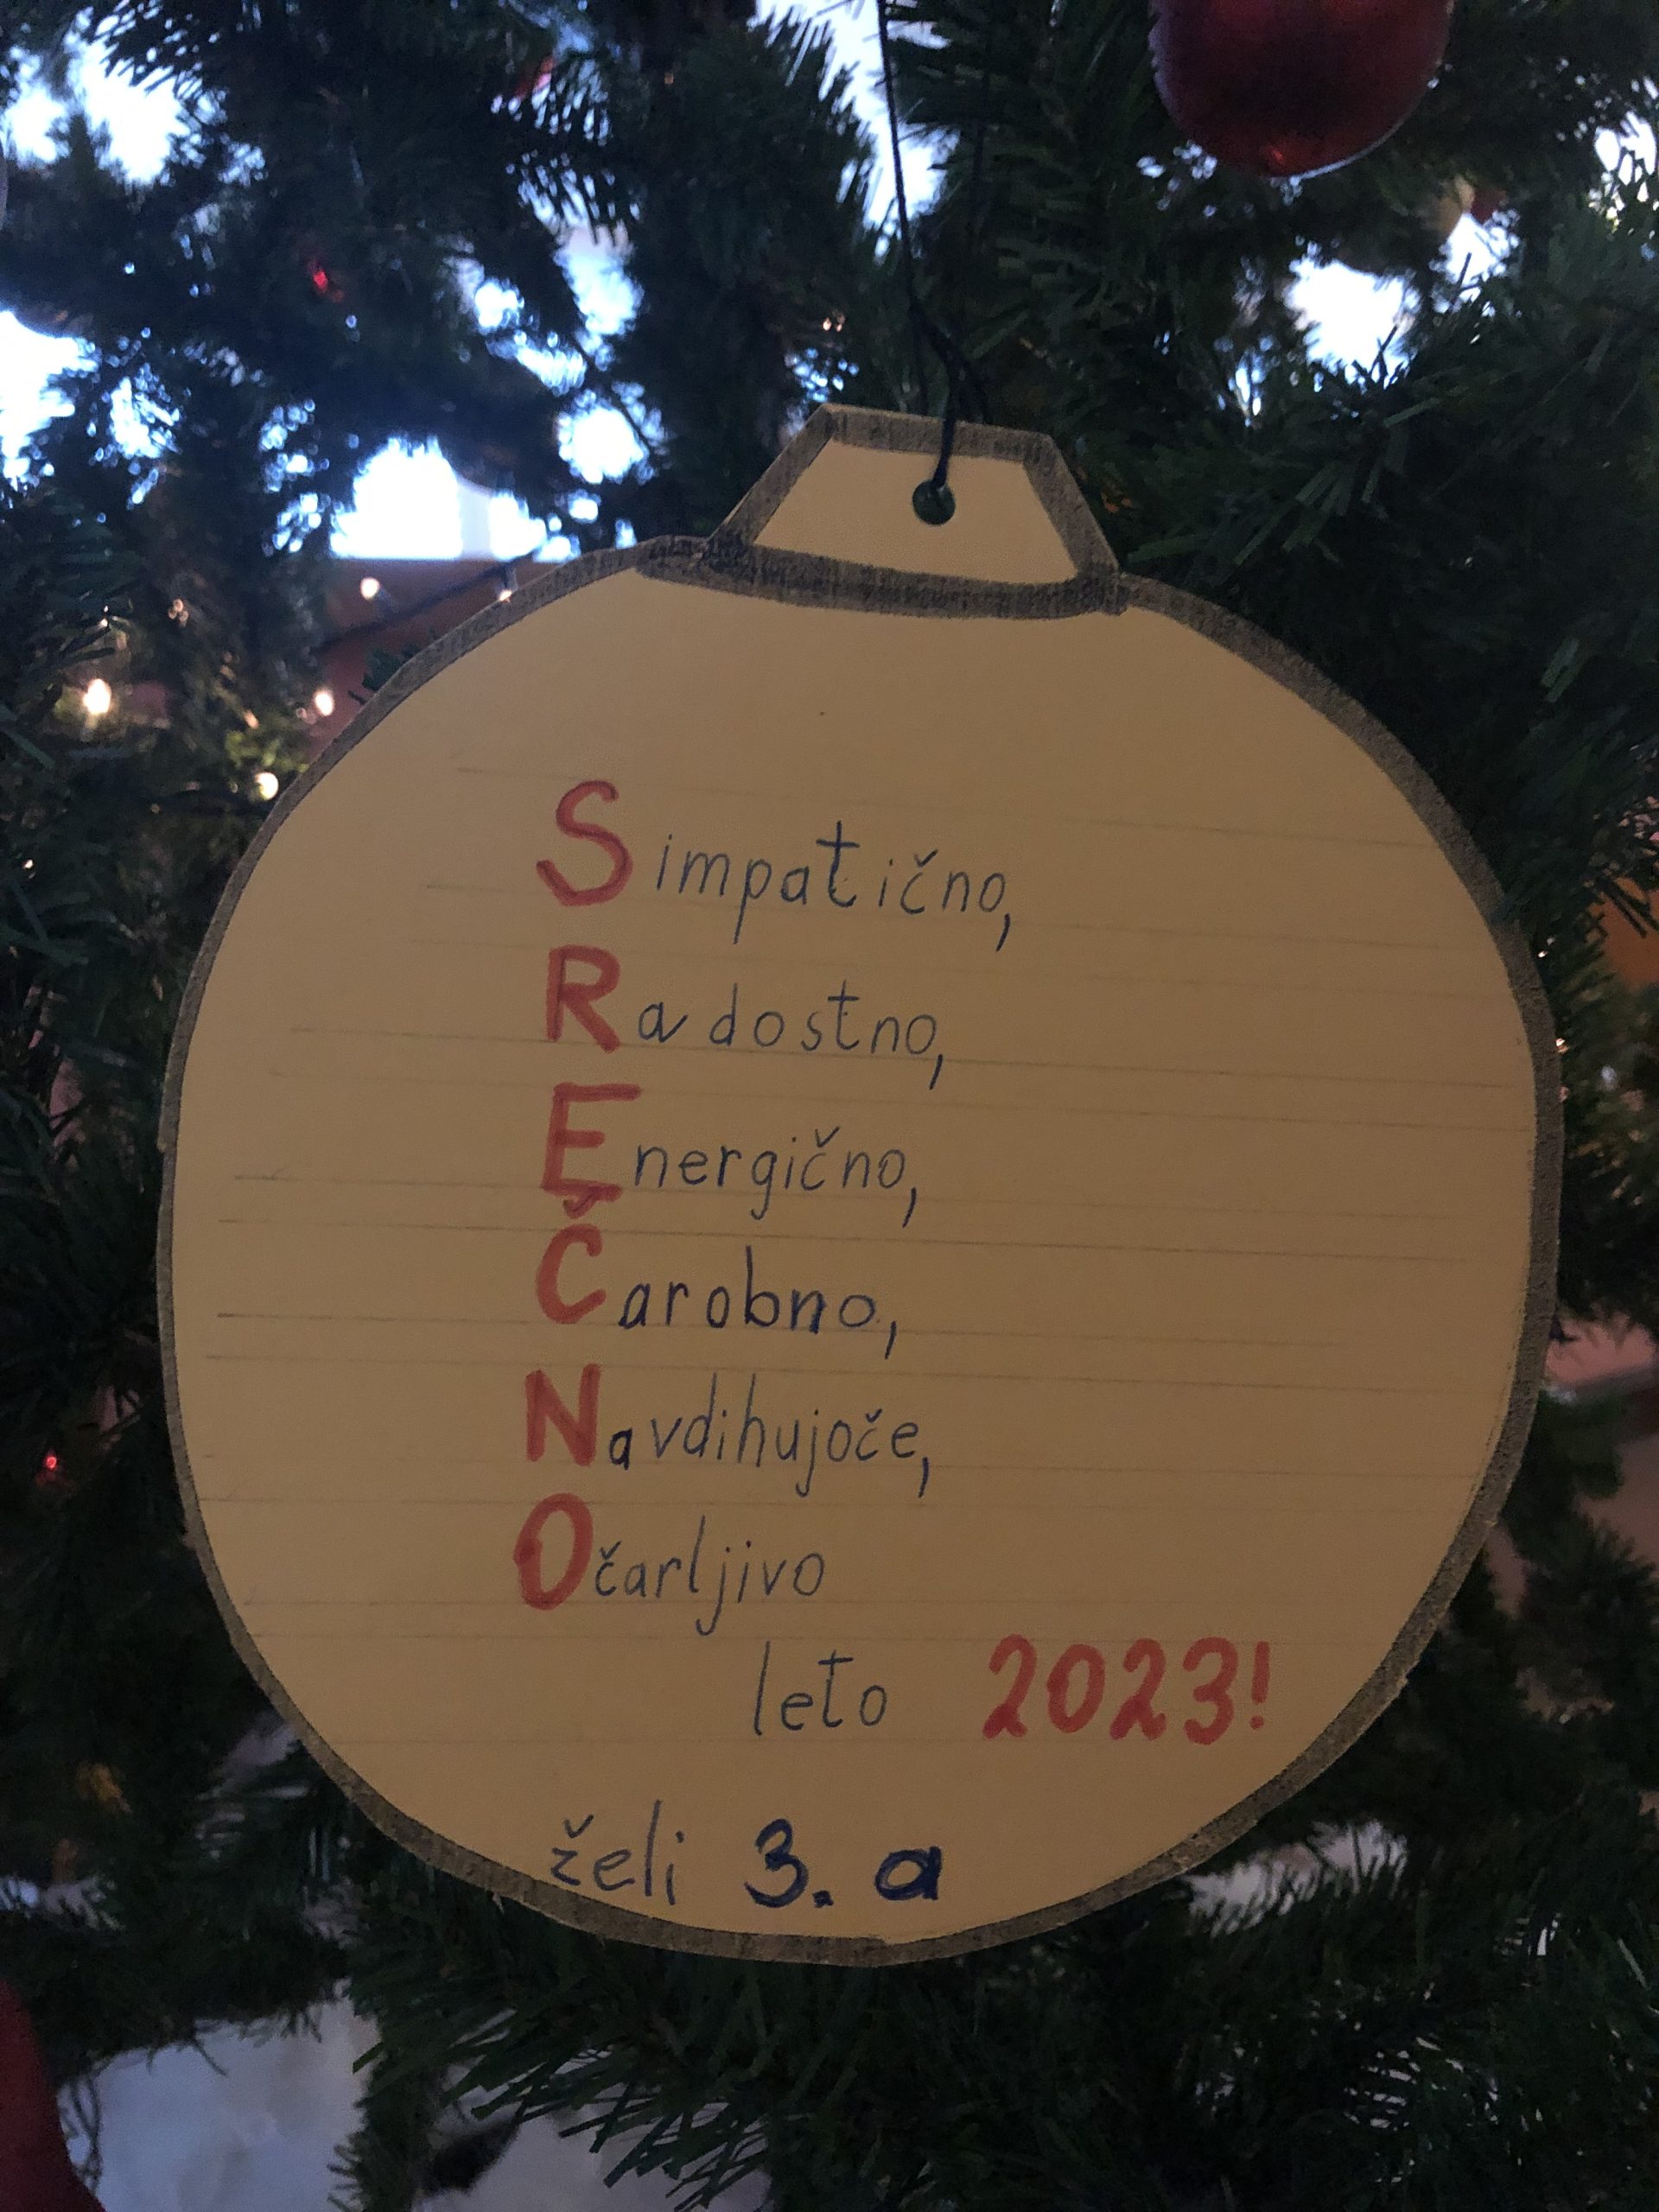 Simpatično,
Radostno,
Energično,
Čarobno,
Navdihujoče,
Očarljivo
leto 2023!
želi 3. a